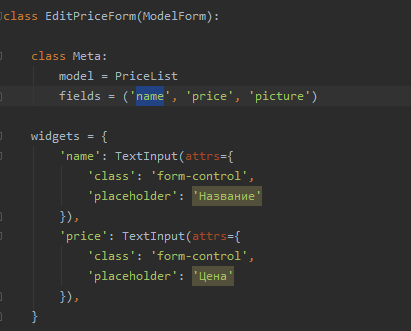 class EditPriceForm(ModelForm):
class Meta:
model = PriceList
fields = ('name', 'price', 'picture')
widgets = {
'name': TextInput(attrs={
'class': 'form-control',
'placeholder': 'Название'
}),
'price': TextInput(attrs={
'class': 'form-control',
'placeholder': 'Цена'
}),
}